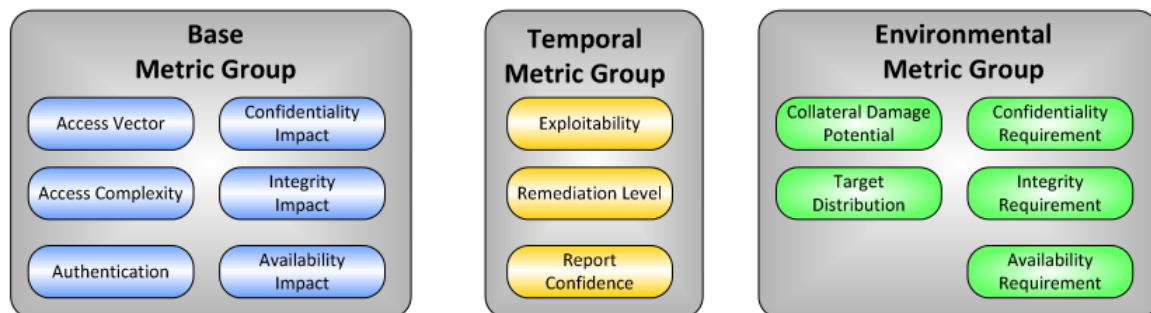 Base
Metric Group
Access Vector
Confidentiality
Impact
Access Complexity
Integrity
Impact
Authentication
Availability
Impact
Temporal
Metric Group
Exploitability
Remediation Level
Report
Confidence
Environmental
Metric Group
Collateral Damage
Potential
Confidentiality
Requirement
Target
Distribution
Integrity
Requirement
Availability
Requirement